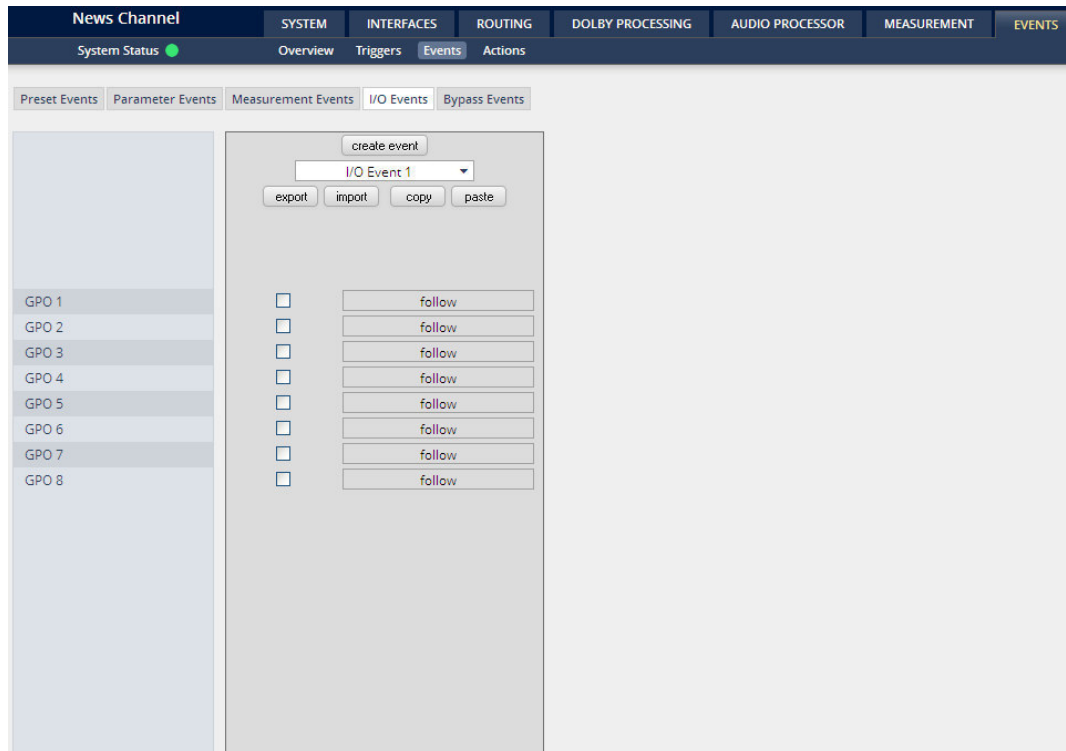 News Channel
SYSTEM INTERFACES ROUTING DOLBY PROCESSING AUDIO PROCESSOR MEASUREMENT EVENTS
System Status Overview Triggers Events Actions
Preset Events Parameter Events Measurement Events I/O Events Bypass Events
create event
I/O Event 1
export import copy paste
GPO 1 follow
GPO 2 follow
GPO 3 follow
GPO 4 follow
GPO 5 follow
GPO 6 follow
GPO 7 follow
GPO 8 follow